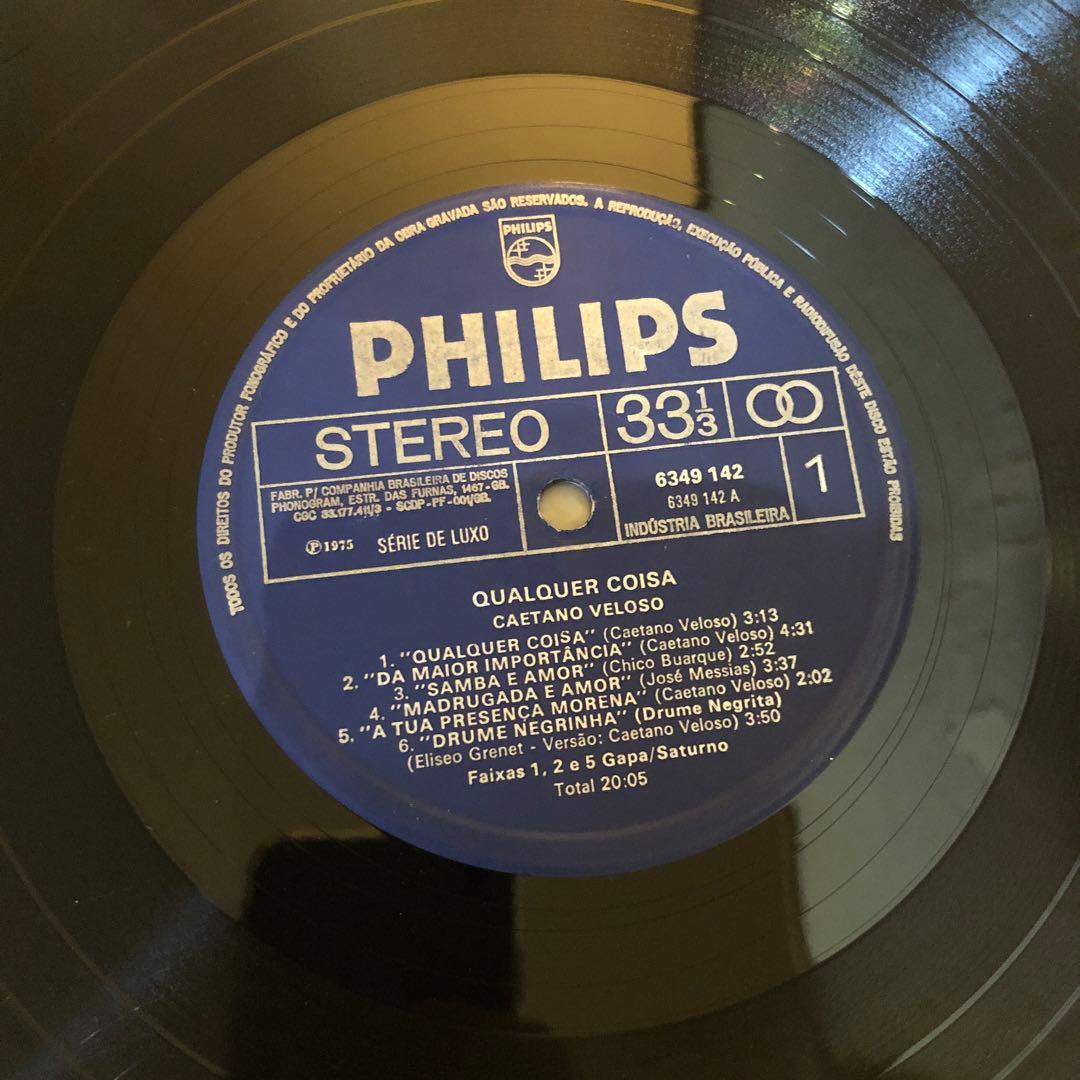 TODOS OS DIREITOS DO PRODUTOR FONOGRÁFICO E DO PROPRIETÁRIO DA OBRA GRAVADA SÃO RESERVADOS. A REPRODUÇÃO, EXECUÇÃO PÚBLICA E RADIODIFUSÃO DÊSTE DISCO ESTÃO PROIBIDAS
PHILIPS
PHILIPS
STEREO
33 1/3
FABR. P/ COMPANHIA BRASILEIRA DE DISCOS
PHONOGRAM, ESTR. DAS FURNAS, 1467-GB.
CGC 33.177.411/3 - SCDP-PF-001/GB.
Ⓟ1975 SÉRIE DE LUXO
6349 142
6349 142 A
INDÚSTRIA BRASILEIRA
1
QUALQUER COISA
CAETANO VELOSO
1. "QUALQUER COISA" (Caetano Veloso) 3:13
2. "DA MAIOR IMPORTÂNCIA" (Caetano Veloso) 4:31
3. "SAMBA E AMOR" (Chico Buarque) 2:52
4. "MADRUGADA E AMOR" (José Messias) 3:37
5. "A TUA PRESENÇA MORENA" (Caetano Veloso) 2:02
6. "DRUME NEGRINHA" (Drume Negrita)
(Eliseo Grenet - Versão: Caetano Veloso) 3:50
Faixas 1, 2 e 5 Gapa/Saturno
Total 20:05